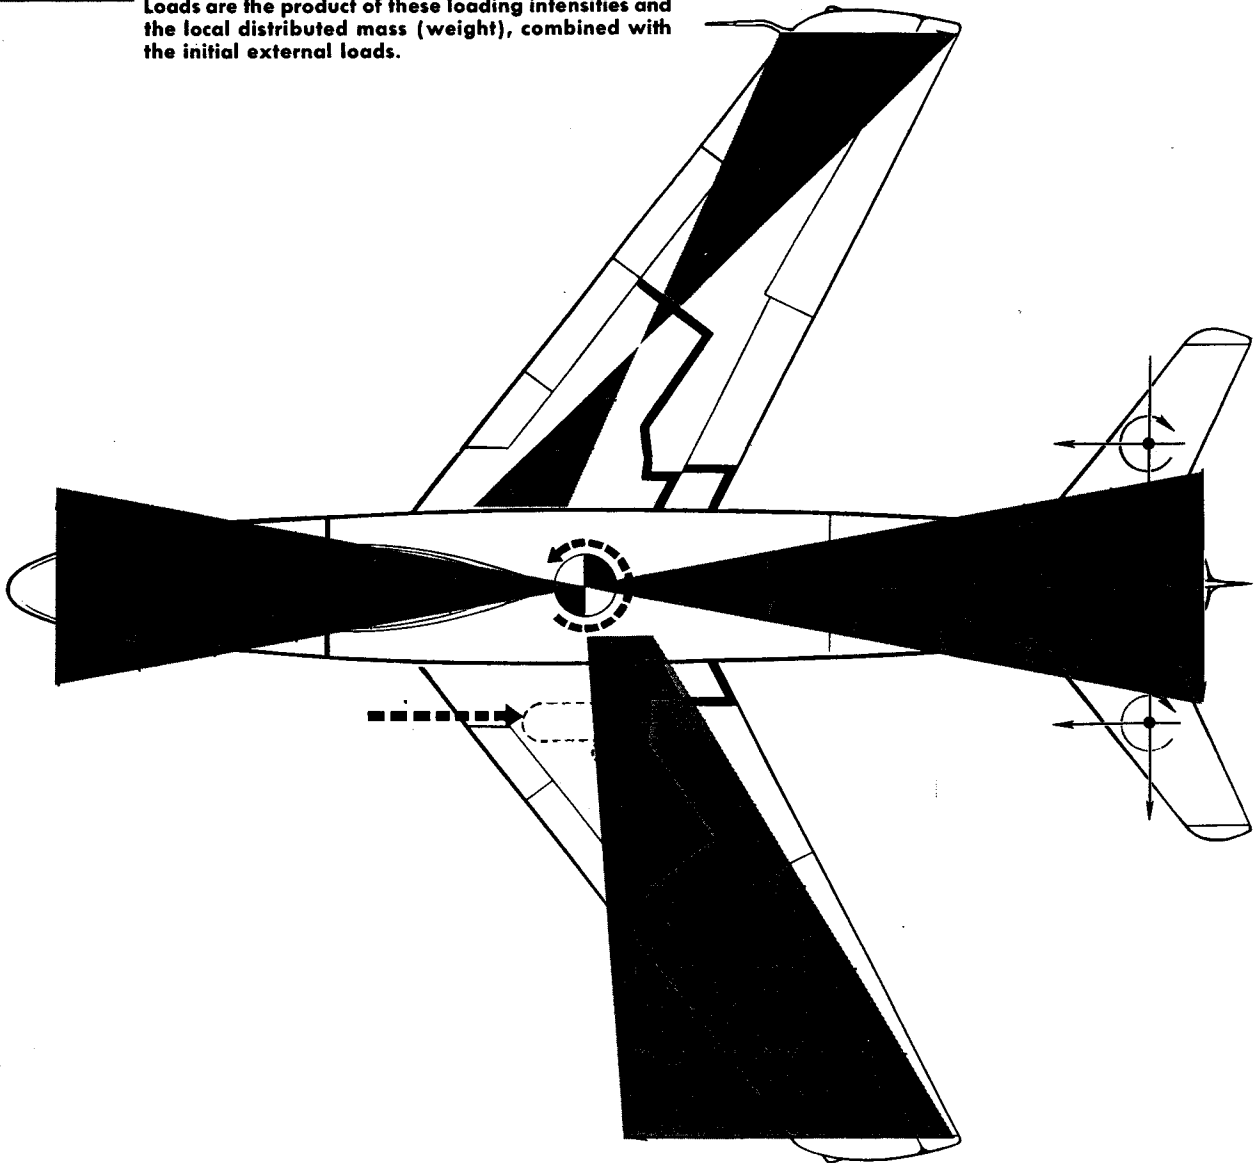 Loads are the product of these loading intensities and
the local distributed mass (weight), combined with
the initial external loads.